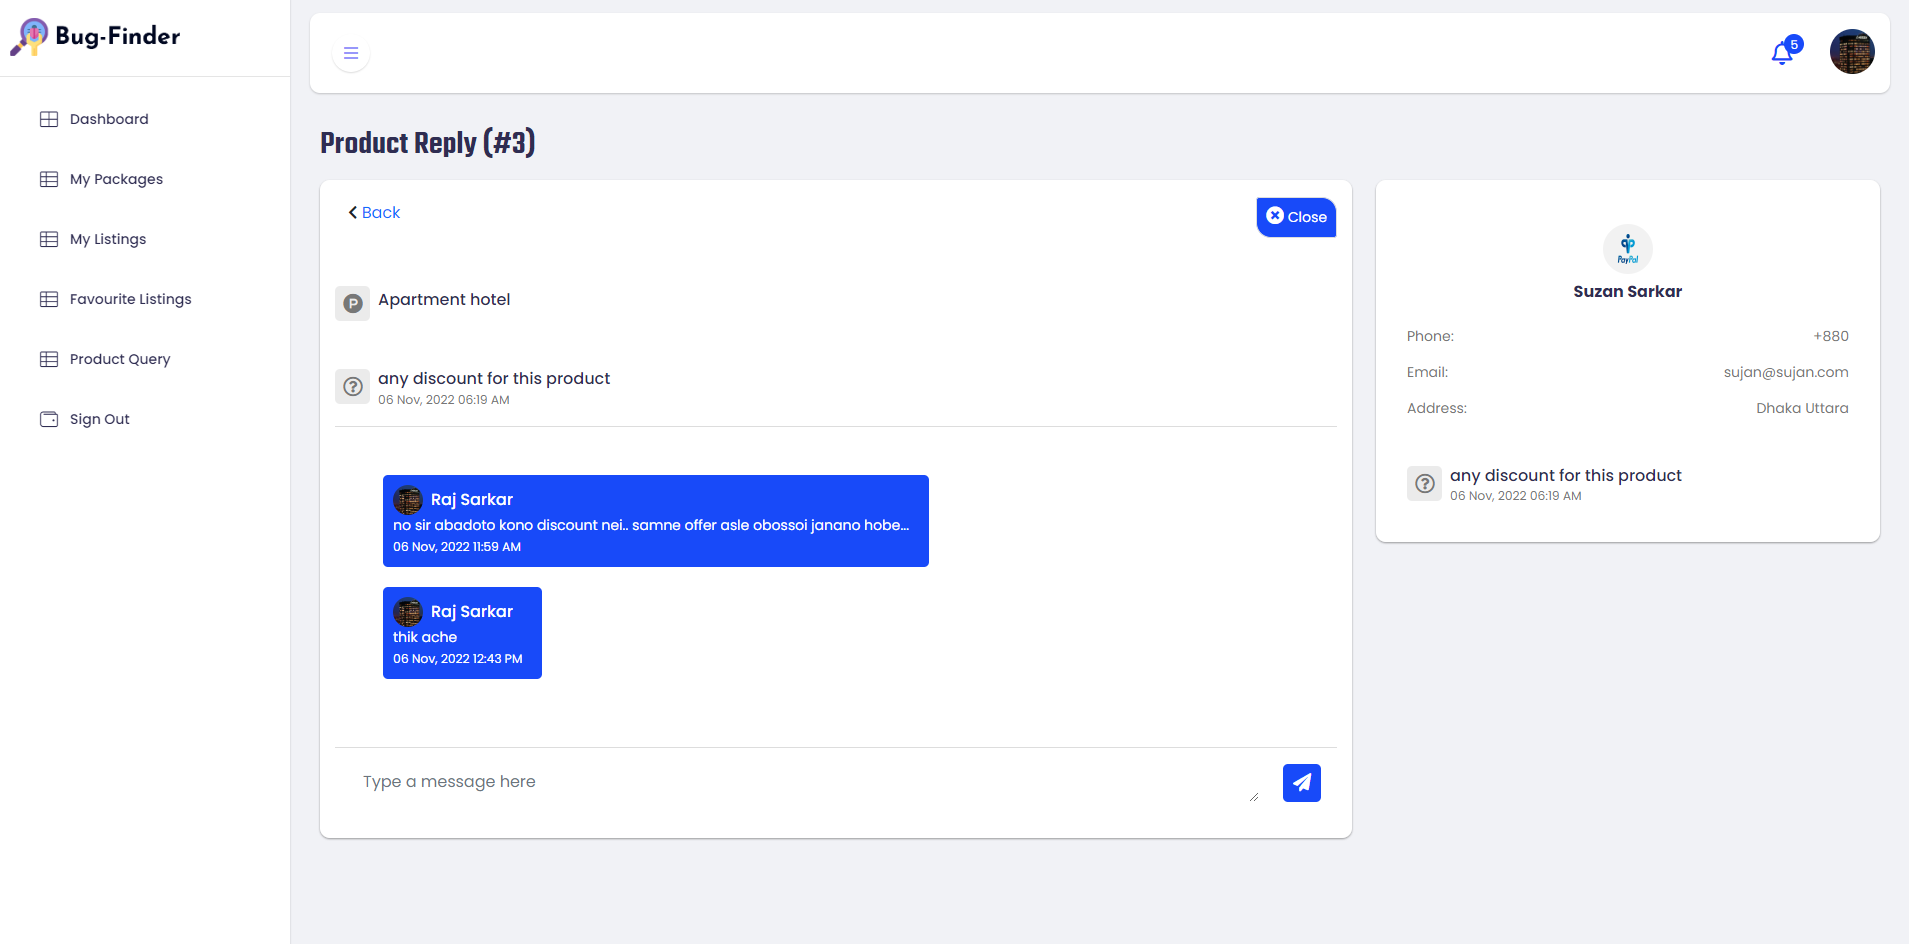 Bug-Finder
5
Dashboard
My Packages
My Listings
Favourite Listings
Product Query
Sign Out
Product Reply (#3)
Back
Close
P Apartment hotel
? any discount for this product
06 Nov, 2022 06:19 AM
Raj Sarkar
no sir abadoto kono discount nei.. samne offer asle obossoi janano hobe...
06 Nov, 2022 11:59 AM
Raj Sarkar
thik ache
06 Nov, 2022 12:43 PM
Type a message here
PayPal
Suzan Sarkar
Phone: +880
Email: sujan@sujan.com
Address: Dhaka Uttara
? any discount for this product
06 Nov, 2022 06:19 AM